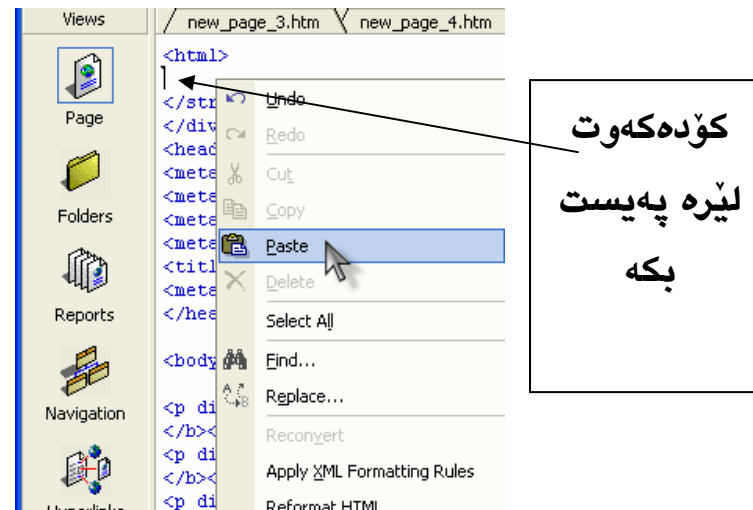 Views
new_page_3.htm
new_page_4.htm
Page
Folders
Reports
Navigation
Hyperlinks
<html>
</str
</div
<head
<meta
<meta
<meta
<meta
<titl
<meta
</hea
<body
<p di
</b><
<p di
</b><
<p di
Undo
Redo
Cut
Copy
Paste
Delete
Select All
Find...
Replace...
Reconvert
Apply XML Formatting Rules
Reformat HTML
کۆدەکەوت
لێرە پەیست
بکە